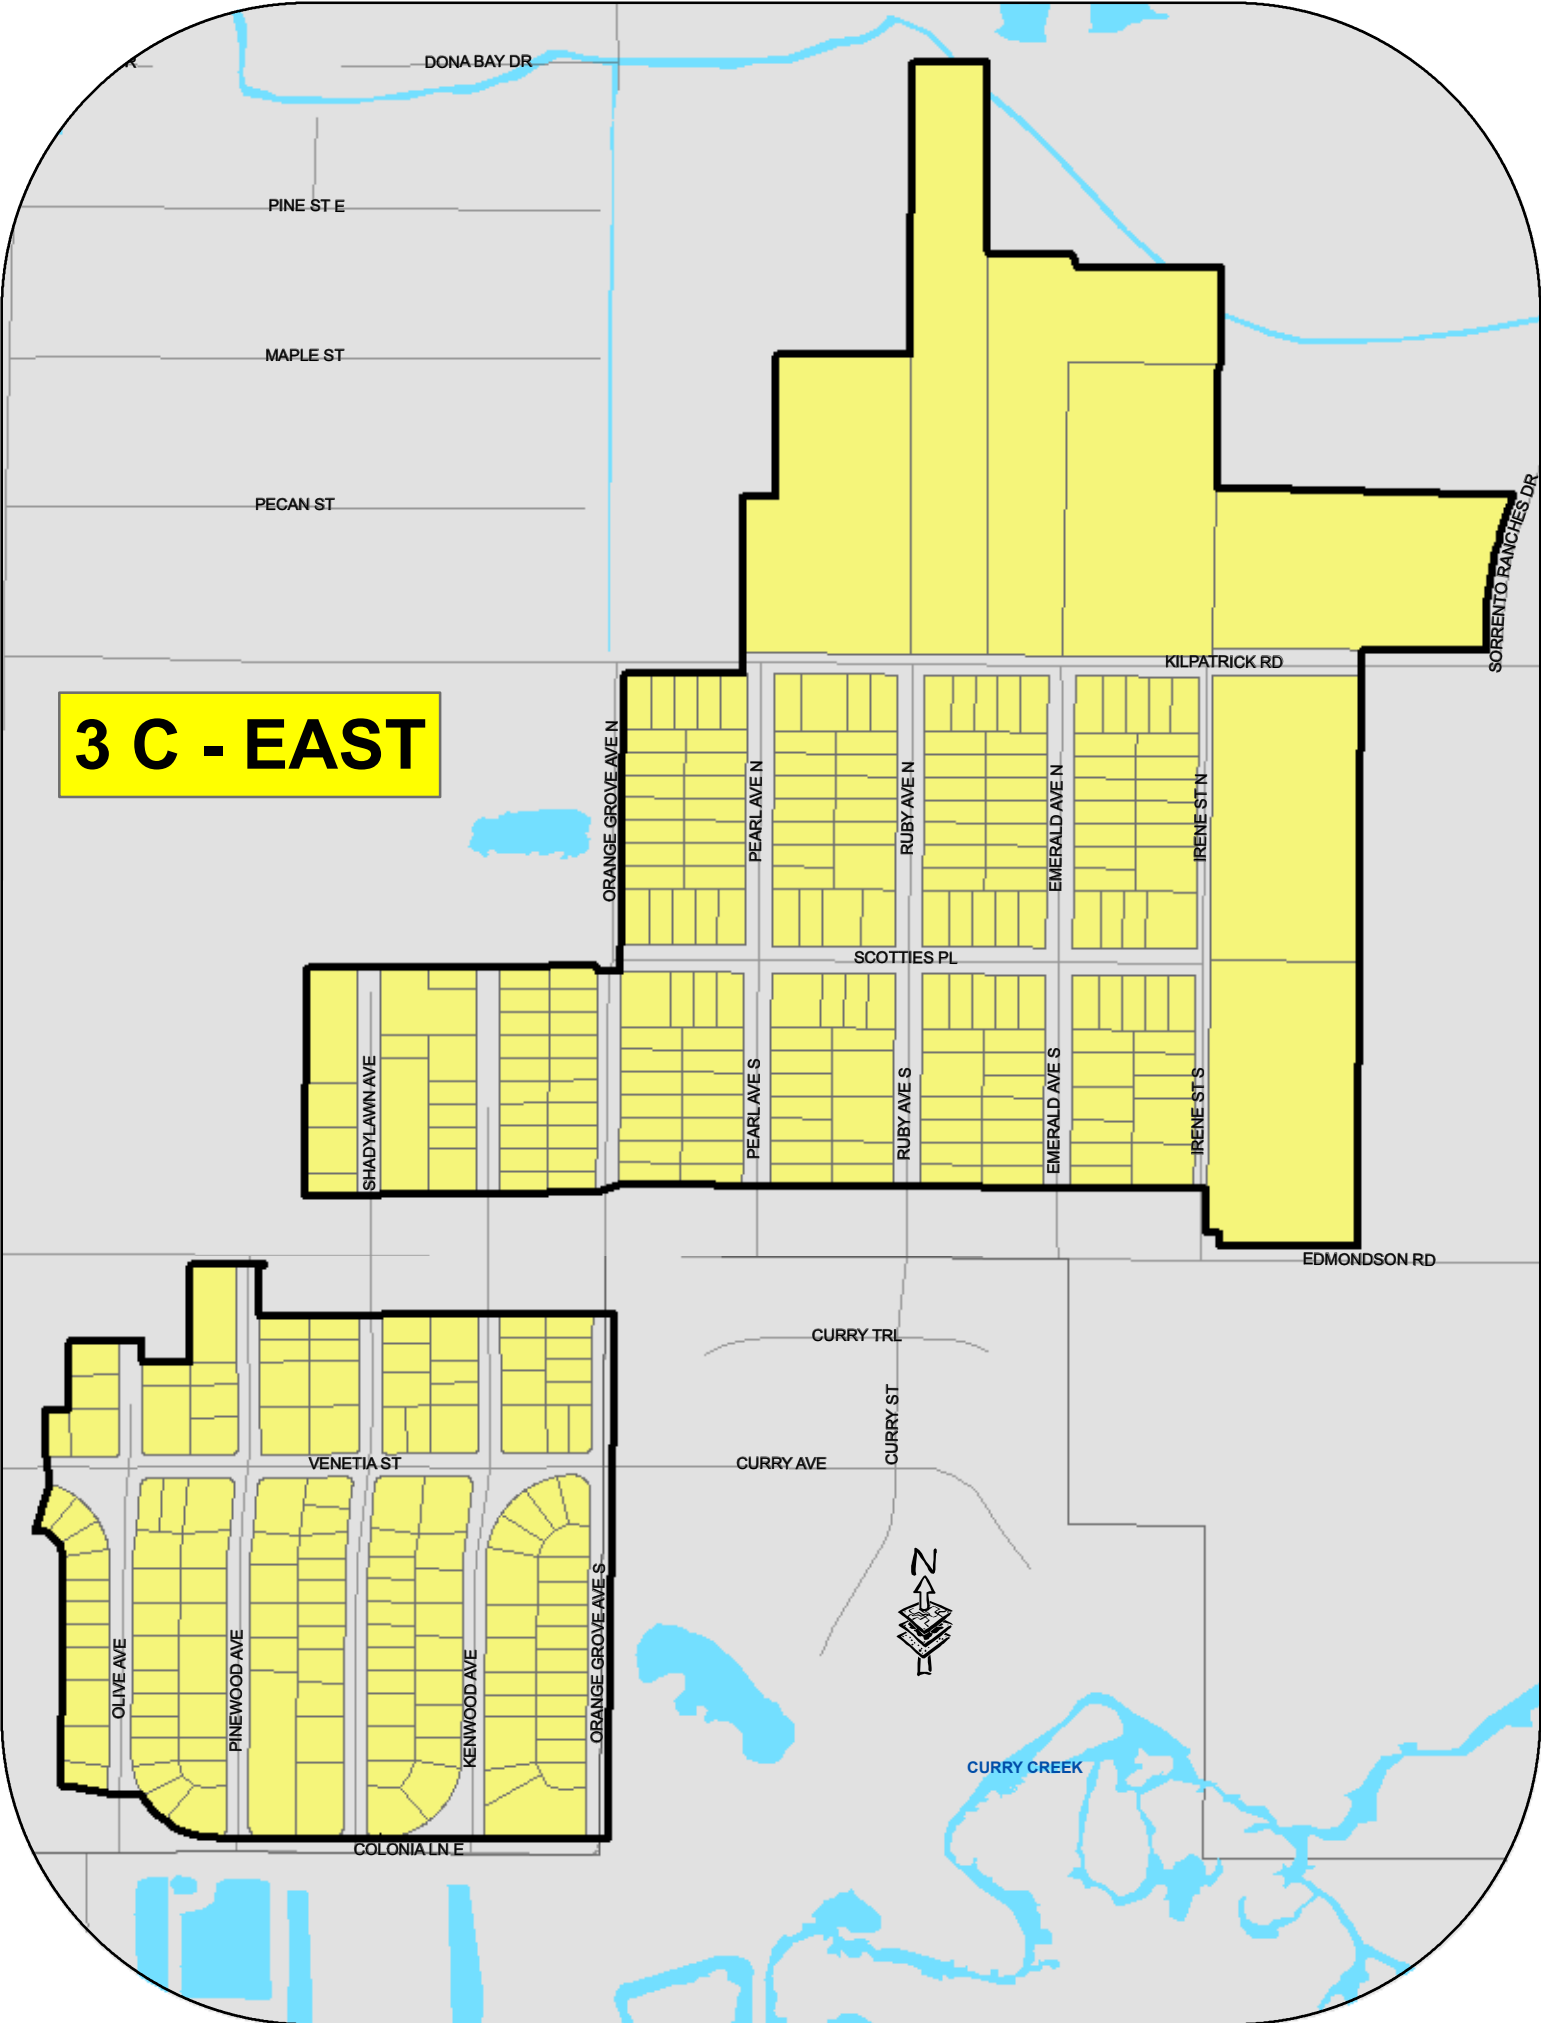 R
DONA BAY DR
PINE ST E
MAPLE ST
PECAN ST
SORRENTO RANCHES DR
KILPATRICK RD
3 C - EAST
ORANGE GROVE AVE N
PEARL AVE N
RUBY AVE N
EMERALD AVE N
IRENE ST N
SCOTTIES PL
SHADYLAWN AVE
PEARL AVE S
RUBY AVE S
EMERALD AVE S
IRENE ST S
EDMONDSON RD
CURRY TRL
CURRY ST
VENETIA ST
CURRY AVE
N
OLIVE AVE
PINEWOOD AVE
KENWOOD AVE
ORANGE GROVE AVE S
CURRY CREEK
COLONIA LN E